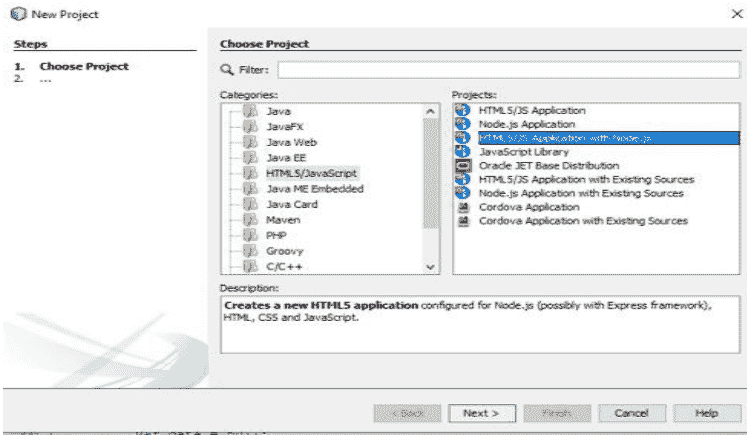 New Project
Steps
1. Choose Project
2. ...
Choose Project
Filter:
Categories:
Java
JavaFX
Java Web
Java EE
HTML5/JavaScript
Java ME Embedded
Java Card
Maven
PHP
Groovy
C/C++
Projects:
HTML5/JS Application
Node.js Application
HTML5/JS Application with Node.js
JavaScript Library
Oracle JET Base Distribution
HTML5/JS Application with Existing Sources
Node.js Application with Existing Sources
Cordova Application
Cordova Application with Existing Sources
Description:
Creates a new HTML5 application configured for Node.js (possibly with Express framework),
HTML, CSS and JavaScript.
< Back
Next >
Finish
Cancel
Help